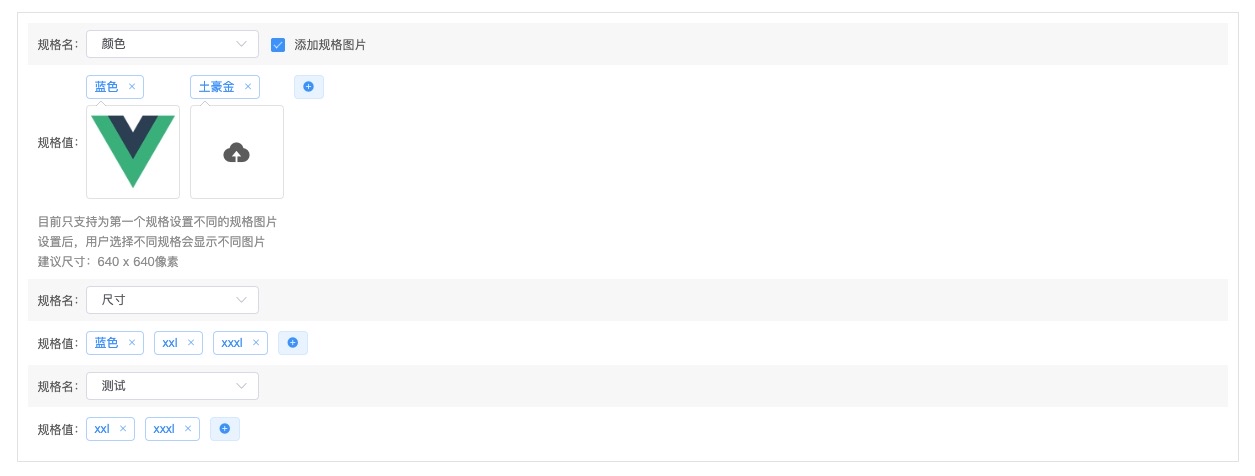 规格名： 颜色 添加规格图片
蓝色 × 土豪金 ×
规格值：
目前只支持为第一个规格设置不同的规格图片
设置后，用户选择不同规格会显示不同图片
建议尺寸：640 x 640像素
规格名： 尺寸
规格值： 蓝色 × xxl × xxxl ×
规格名： 测试
规格值： xxl × xxxl ×